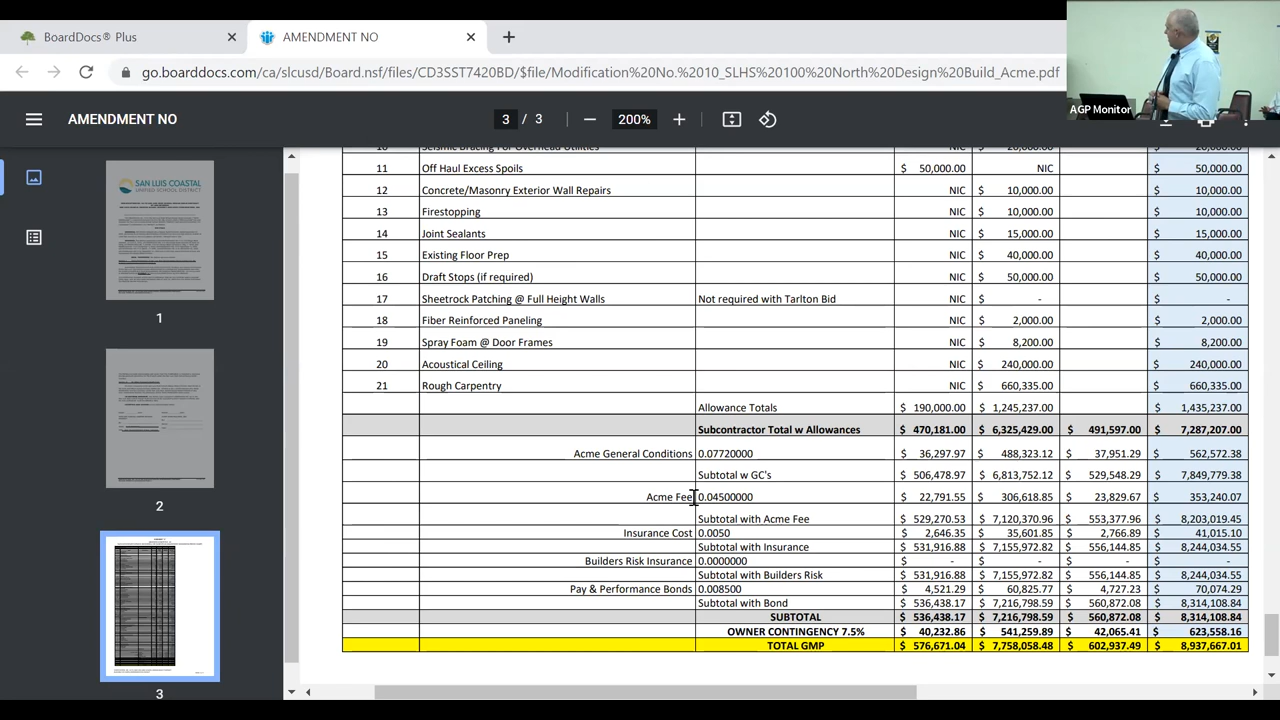 BoardDocs® Plus
AMENDMENT NO
go.boarddocs.com/ca/slcusd/Board.nsf/files/CD3SST7420BD/$file/Modification%20No.%2010_SLHS%20100%20North%20Design%20Build_Acme.pdf
AGP Monitor
AMENDMENT NO 3 / 3 200%
SAN LUIS COASTAL
UNIFIED SCHOOL DISTRICT
1
2
3
10 Seismic Bracing For Overhead Utilities NIC $ 20,000.00 $ 20,000.00
11 Off Haul Excess Spoils $ 50,000.00 NIC $ 50,000.00
12 Concrete/Masonry Exterior Wall Repairs NIC $ 10,000.00 $ 10,000.00
13 Firestopping NIC $ 10,000.00 $ 10,000.00
14 Joint Sealants NIC $ 15,000.00 $ 15,000.00
15 Existing Floor Prep NIC $ 40,000.00 $ 40,000.00
16 Draft Stops (if required) NIC $ 50,000.00 $ 50,000.00
17 Sheetrock Patching @ Full Height Walls Not required with Tarlton Bid NIC $ - $ -
18 Fiber Reinforced Paneling NIC $ 2,000.00 $ 2,000.00
19 Spray Foam @ Door Frames NIC $ 8,200.00 $ 8,200.00
20 Acoustical Ceiling NIC $ 240,000.00 $ 240,000.00
21 Rough Carpentry NIC $ 660,335.00 $ 660,335.00
Allowance Totals $ 190,000.00 $ 1,245,237.00 $ 1,435,237.00
Subcontractor Total w Allowances $ 470,181.00 $ 6,325,429.00 $ 491,597.00 $ 7,287,207.00
Acme General Conditions 0.07720000 $ 36,297.97 $ 488,323.12 $ 37,951.29 $ 562,572.38
Subtotal w GC's $ 506,478.97 $ 6,813,752.12 $ 529,548.29 $ 7,849,779.38
Acme Fee 0.04500000 $ 22,791.55 $ 306,618.85 $ 23,829.67 $ 353,240.07
Subtotal with Acme Fee $ 529,270.53 $ 7,120,370.96 $ 553,377.96 $ 8,203,019.45
Insurance Cost 0.0050 $ 2,646.35 $ 35,601.85 $ 2,766.89 $ 41,015.10
Subtotal with Insurance $ 531,916.88 $ 7,155,972.82 $ 556,144.85 $ 8,244,034.55
Builders Risk Insurance 0.0000000 $ - $ - $ - $ -
Subtotal with Builders Risk $ 531,916.88 $ 7,155,972.82 $ 556,144.85 $ 8,244,034.55
Pay & Performance Bonds 0.008500 $ 4,521.29 $ 60,825.77 $ 4,727.23 $ 70,074.29
Subtotal with Bond $ 536,438.17 $ 7,216,798.59 $ 560,872.08 $ 8,314,108.84
SUBTOTAL $ 536,438.17 $ 7,216,798.59 $ 560,872.08 $ 8,314,108.84
OWNER CONTINGENCY 7.5% $ 40,232.86 $ 541,259.89 $ 42,065.41 $ 623,558.16
TOTAL GMP $ 576,671.04 $ 7,758,058.48 $ 602,937.49 $ 8,937,667.01